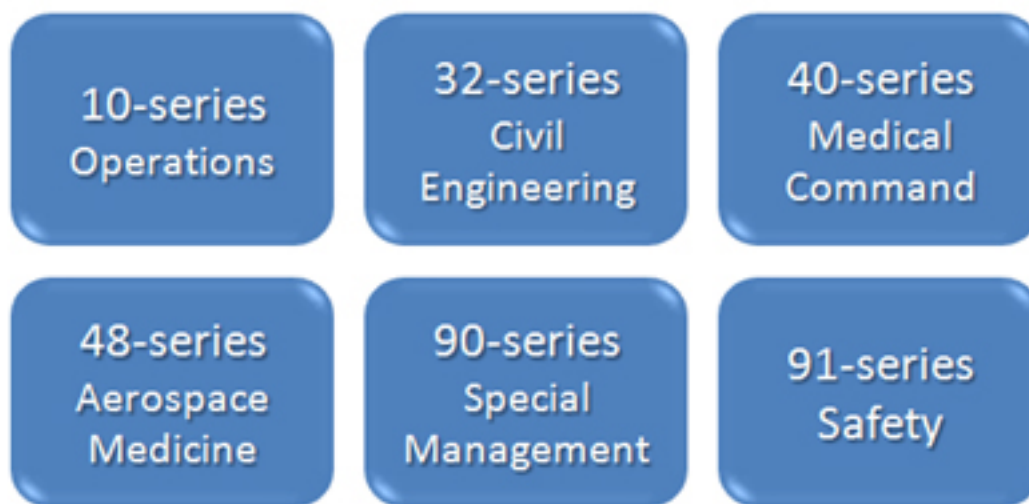 10-series
Operations
32-series
Civil
Engineering
40-series
Medical
Command
48-series
Aerospace
Medicine
90-series
Special
Management
91-series
Safety